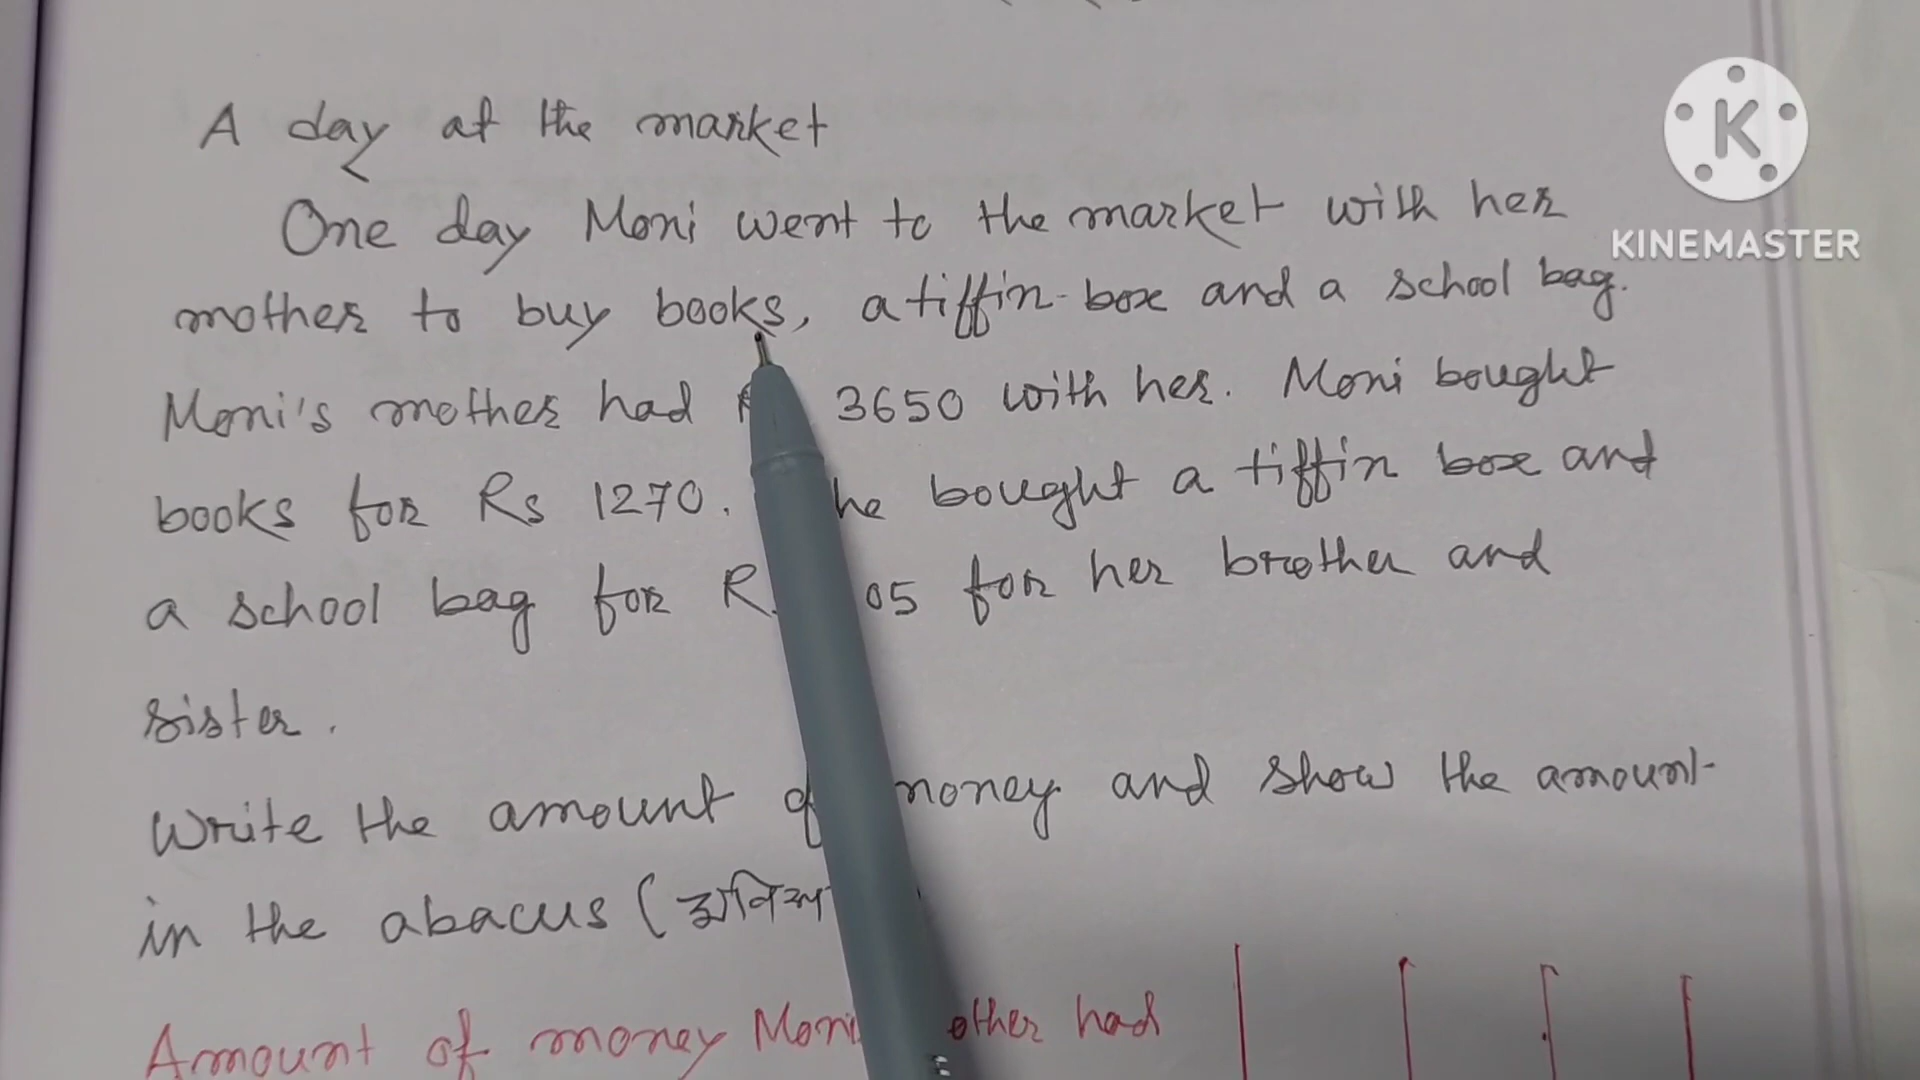 A day at the market
One day Moni went to the market with her
mother to buy books, a tiffin-box and a school bag.
Moni's mother had 3650 with her. Moni bought
books for Rs 1270. he bought a tiffin box and
a school bag for R 05 for her brother and
sister.
Write the amount of money and show the amount
in the abacus (
Amount of money Moni other had
K
KINEMASTER